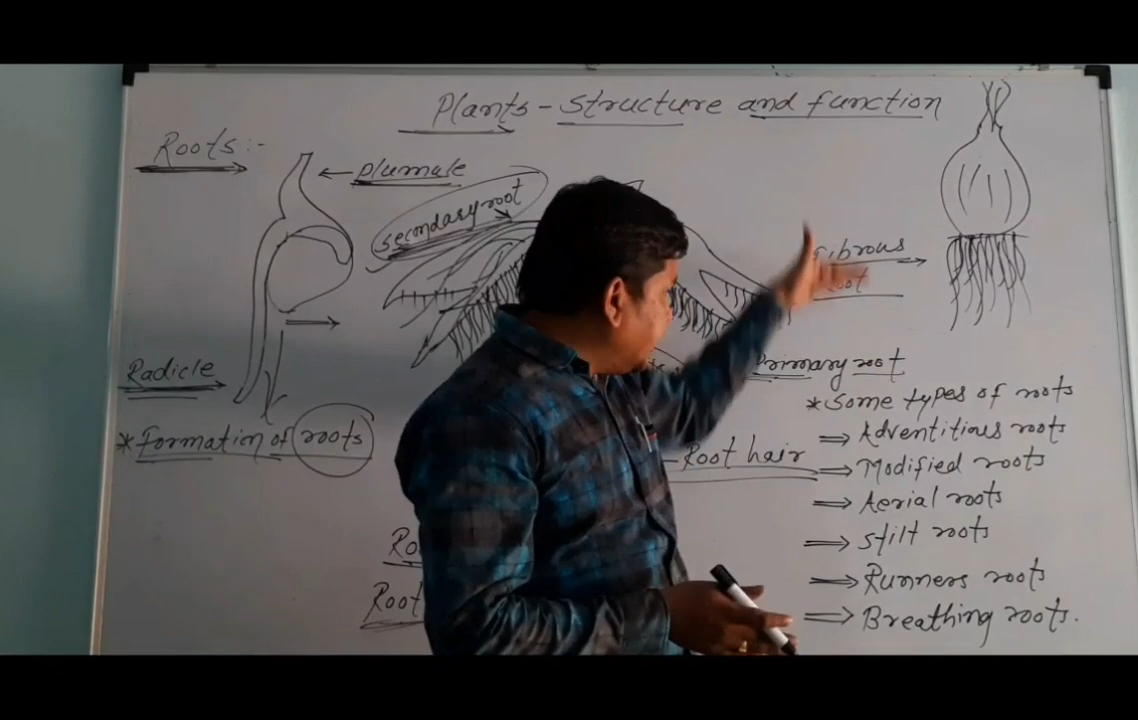 Plants - Structure and function
Roots :-
← Plumule
secondary root
Fibrous
Root
Radicle
Primary root
* Formation of roots
* Some types of roots
⇒ Adventitious roots
Root hair
⇒ Modified roots
⇒ Aerial roots
⇒ Stilt roots
⇒ Runners roots
Root
⇒ Breathing roots.